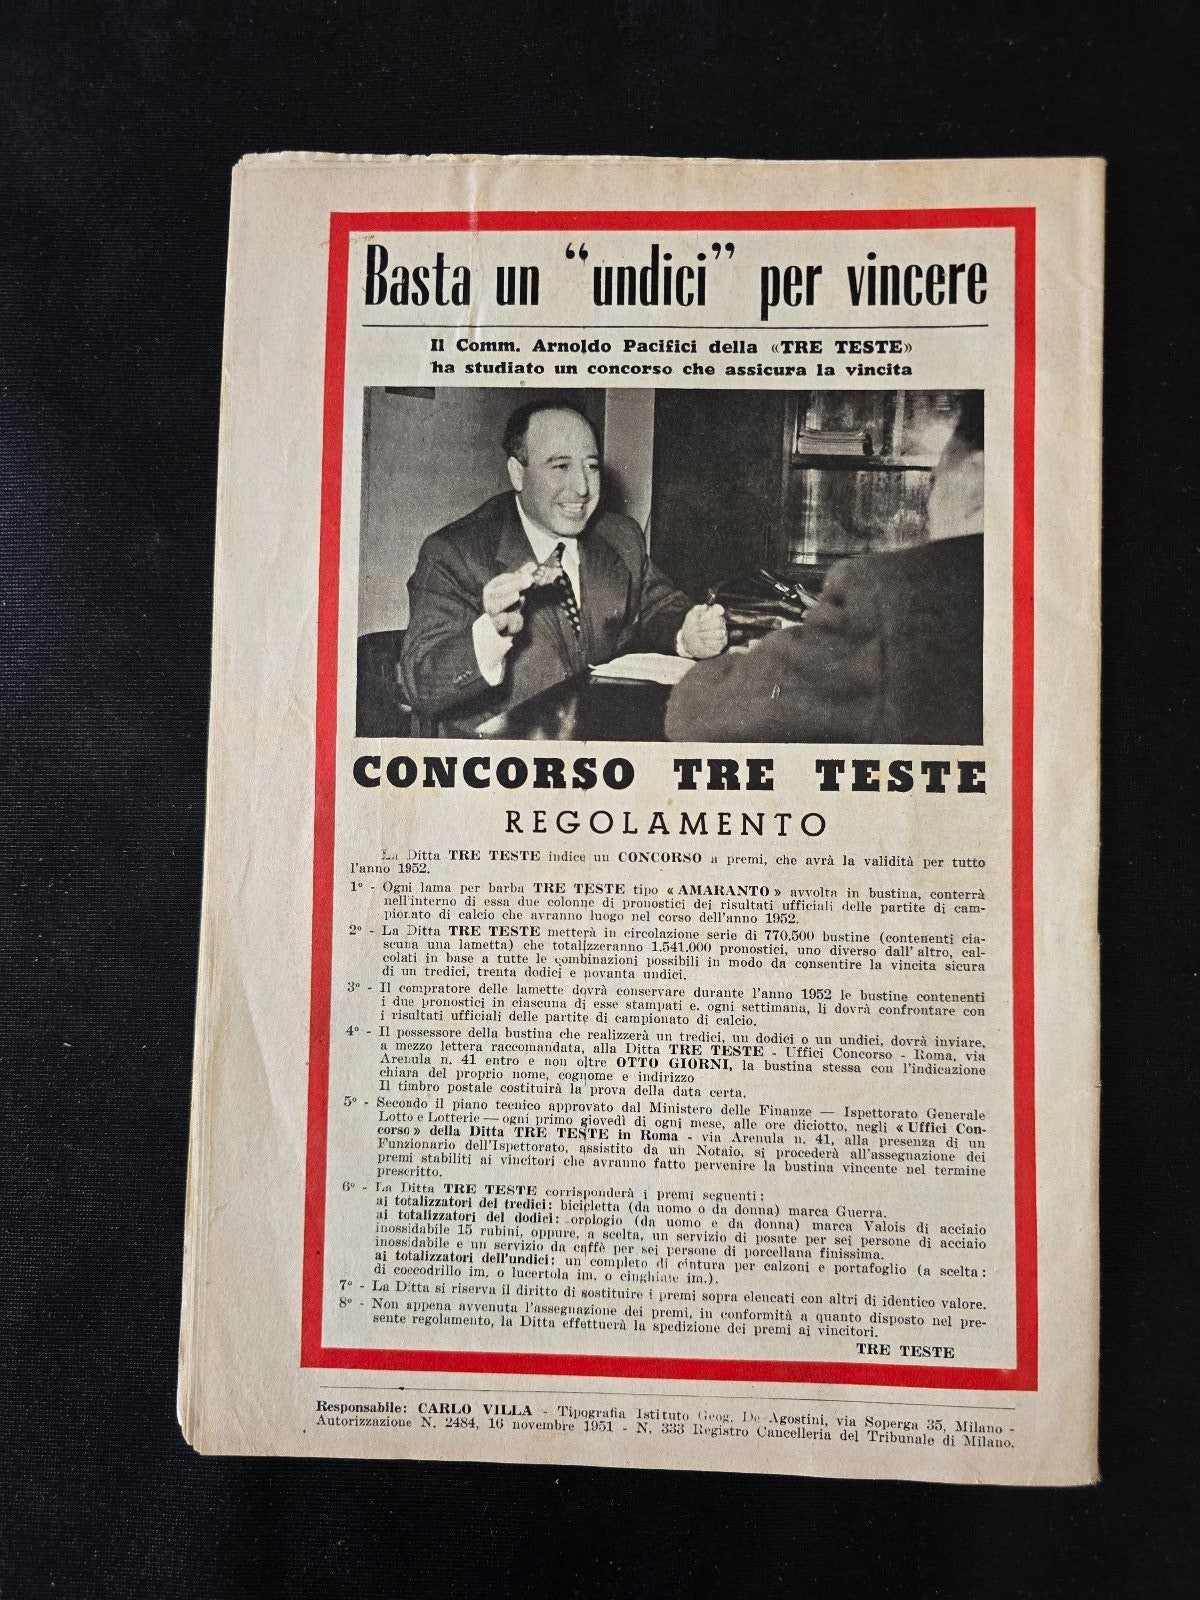 Basta un “undici” per vincere
Il Comm. Arnoldo Pacifici della «TRE TESTE»
ha studiato un concorso che assicura la vincita
CONCORSO TRE TESTE
REGOLAMENTO
La Ditta TRE TESTE indice un CONCORSO a premi, che avrà la validità per tutto
l'anno 1952.
1° - Ogni lama per barba TRE TESTE tipo « AMARANTO » avvolta in bustina, conterrà
nell'interno di essa due colonne di pronostici dei risultati ufficiali delle partite di cam-
pionato di calcio che avranno luogo nel corso dell'anno 1952.
2° - La Ditta TRE TESTE metterà in circolazione serie di 770.500 bustine (contenenti cia-
scuna una lametta) che totalizzeranno 1.541.000 pronostici, uno diverso dall'altro, cal-
colati in base a tutte le combinazioni possibili in modo da consentire la vincita sicura
di un tredici, trenta dodici e novanta undici.
3° - Il compratore delle lamette dovrà conservare durante l'anno 1952 le bustine contenenti
i due pronostici in ciascuna di esse stampati e. ogni settimana, li dovrà confrontare con
i risultati ufficiali delle partite di campionato di calcio.
4° - Il possessore della bustina che realizzerà un tredici, un dodici o un undici, dovrà inviare,
a mezzo lettera raccomandata, alla Ditta TRE TESTE - Uffici Concorso - Roma, via
Arenula n. 41 entro e non oltre OTTO GIORNI, la bustina stessa con l'indicazione
chiara del proprio nome, cognome e indirizzo
Il timbro postale costituirà la prova della data certa.
5° - Secondo il piano tecnico approvato dal Ministero delle Finanze — Ispettorato Generale
Lotto e Lotterie — ogni primo giovedì di ogni mese, alle ore diciotto, negli « Uffici Con-
corso » della Ditta TRE TESTE in Roma - via Arenula n. 41, alla presenza di un
Funzionario dell'Ispettorato, assistito da un Notaio, si procederà all'assegnazione dei
premi stabiliti ai vincitori che avranno fatto pervenire la bustina vincente nel termine
prescritto.
6° - La Ditta TRE TESTE corrisponderà i premi seguenti :
ai totalizzatori del tredici: bicicletta (da uomo o da donna) marca Guerra.
ai totalizzatori del dodici: orologio (da uomo e da donna) marca Valois di acciaio
inossidabile 15 rubini, oppure, a scelta, un servizio di posate per sei persone di acciaio
inossidabile e un servizio da caffè per sei persone di porcellana finissima.
ai totalizzatori dell'undici: un completo di cintura per calzoni e portafoglio (a scelta :
di coccodrillo im. o lucertola im. o cinghiale im.).
7° - La Ditta si riserva il diritto di sostituire i premi sopra elencati con altri di identico valore.
8° - Non appena avvenuta l'assegnazione dei premi, in conformità a quanto disposto nel pre-
sente regolamento, la Ditta effettuerà la spedizione dei premi ai vincitori.
TRE TESTE
Responsabile: CARLO VILLA - Tipografia Istituto Geog. De Agostini, via Soperga 35, Milano -
Autorizzazione N. 2484, 16 novembre 1951 - N. 333 Registro Cancelleria del Tribunale di Milano.